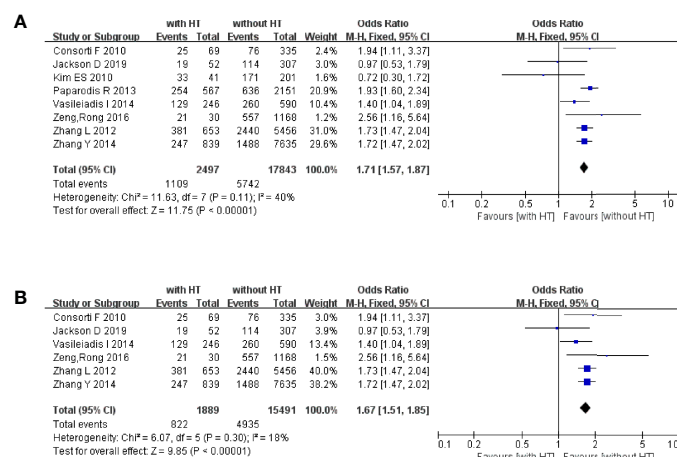 A
with HT without HT Odds Ratio Odds Ratio
Study or Subgroup Events Total Events Total Weight M-H, Fixed, 95% CI M-H, Fixed, 95% CI
Consorti F 2010 25 69 76 335 2.4% 1.94 [1.11, 3.37]
Jackson D 2019 19 52 114 307 3.0% 0.97 [0.53, 1.79]
Kim ES 2010 33 41 171 201 1.5% 0.72 [0.30, 1.72]
Paparodis R 2013 254 567 636 2151 20.9% 1.93 [1.60, 2.34]
Vasileiadis I 2014 129 246 260 590 11.1% 1.40 [1.04, 1.89]
Zeng,Rong 2016 21 30 557 1168 0.7% 2.56 [1.16, 5.64]
Zhang L 2012 381 653 2440 5456 31.0% 1.73 [1.47, 2.04]
Zhang Y 2014 247 839 1488 7635 29.6% 1.72 [1.47, 2.02]
Total (95% CI) 2497 17843 100.0% 1.71 [1.57, 1.87]
Total events 1109 5742
Heterogeneity: Chi² = 11.63, df = 7 (P = 0.11); I² = 40%
Test for overall effect: Z = 11.75 (P < 0.00001)
0.1 0.2 0.5 1 2 5 10
Favours [with HT] Favours [without HT]
B
with HT without HT Odds Ratio Odds Ratio
Study or Subgroup Events Total Events Total Weight M-H, Fixed, 95% CI M-H, Fixed, 95% CI
Consorti F 2010 25 69 76 335 3.0% 1.94 [1.11, 3.37]
Jackson D 2019 19 52 114 307 3.9% 0.97 [0.53, 1.79]
Vasileiadis I 2014 129 246 260 590 14.0% 1.40 [1.04, 1.89]
Zeng,Rong 2016 21 30 557 1168 0.9% 2.56 [1.16, 5.64]
Zhang L 2012 381 653 2440 5456 40.0% 1.73 [1.47, 2.04]
Zhang Y 2014 247 839 1488 7635 38.2% 1.72 [1.47, 2.02]
Total (95% CI) 1889 15491 100.0% 1.67 [1.51, 1.85]
Total events 822 4935
Heterogeneity: Chi² = 6.07, df = 5 (P = 0.30); I² = 18%
Test for overall effect: Z = 9.85 (P < 0.00001)
0.1 0.2 0.5 1 2 5 10
Favours [with HT] Favours [without HT]